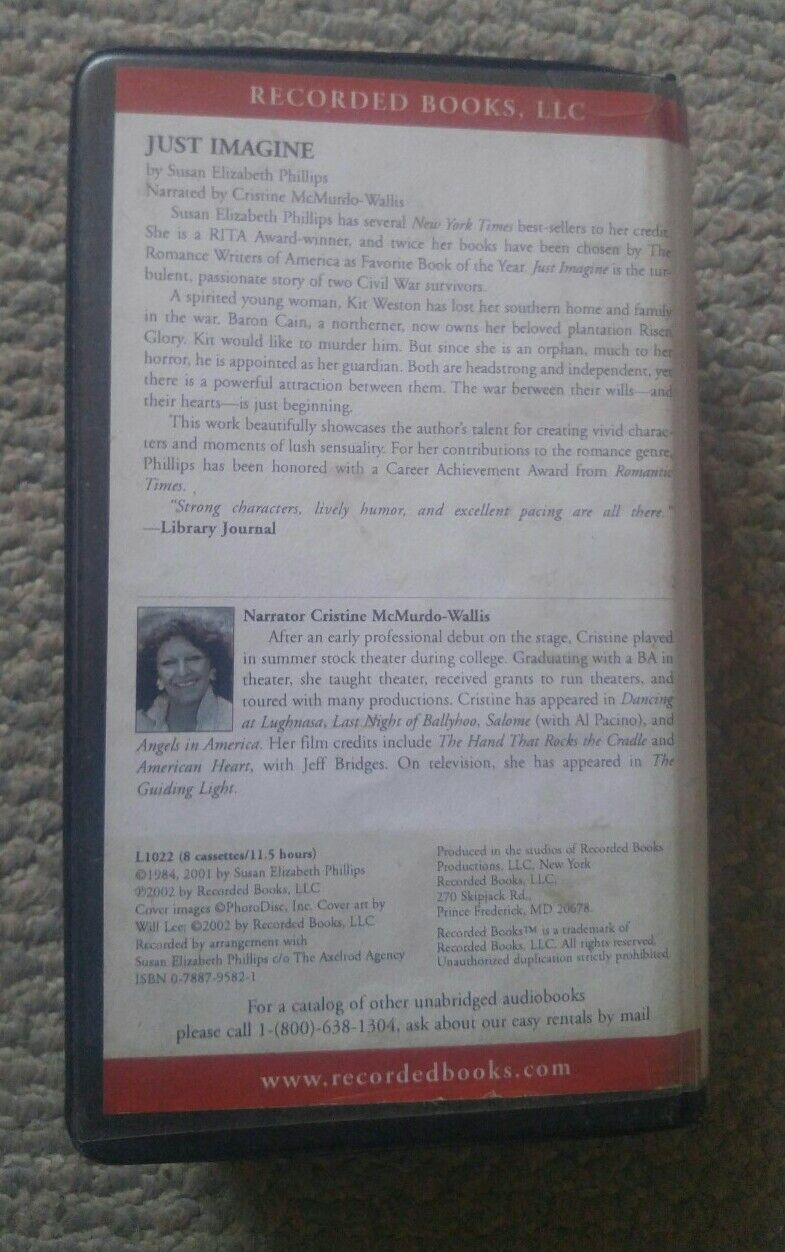 RECORDED BOOKS, LLC
JUST IMAGINE
by Susan Elizabeth Phillips
Narrated by Cristine McMurdo-Wallis
Susan Elizabeth Phillips has several New York Times best-sellers to her credit.
She is a RITA Award-winner, and twice her books have been chosen by The
Romance Writers of America as Favorite Book of the Year. Just Imagine is the tur-
bulent, passionate story of two Civil War survivors.
A spirited young woman, Kit Weston has lost her southern home and family
in the war. Baron Cain, a northerner, now owns her beloved plantation Risen
Glory. Kit would like to murder him. But since she is an orphan, much to her
horror, he is appointed as her guardian. Both are headstrong and independent, yet
there is a powerful attraction between them. The war between their wills—and
their hearts—is just beginning.
This work beautifully showcases the author's talent for creating vivid charac-
ters and moments of lush sensuality. For her contributions to the romance genre,
Phillips has been honored with a Career Achievement Award from Romantic
Times.
"Strong characters, lively humor, and excellent pacing are all there."
—Library Journal
Narrator Cristine McMurdo-Wallis
After an early professional debut on the stage, Cristine played
in summer stock theater during college. Graduating with a BA in
theater, she taught theater, received grants to run theaters, and
toured with many productions. Cristine has appeared in Dancing
at Lughnasa, Last Night of Ballyhoo, Salome (with Al Pacino), and
Angels in America. Her film credits include The Hand That Rocks the Cradle and
American Heart, with Jeff Bridges. On television, she has appeared in The
Guiding Light.
L1022 (8 cassettes/11.5 hours)
©1984, 2001 by Susan Elizabeth Phillips
℗2002 by Recorded Books, LLC
Cover images ©PhotoDisc, Inc. Cover art by
Will Lee; ©2002 by Recorded Books, LLC
Recorded by arrangement with
Susan Elizabeth Phillips c/o The Axelrod Agency
ISBN 0-7887-9582-1
Produced in the studios of Recorded Books
Productions, LLC, New York
Recorded Books, LLC,
270 Skipjack Rd.,
Prince Frederick, MD 20678.
Recorded Books™ is a trademark of
Recorded Books, LLC. All rights reserved.
Unauthorized duplication strictly prohibited
For a catalog of other unabridged audiobooks
please call 1-(800)-638-1304, ask about our easy rentals by mail
www.recordedbooks.com